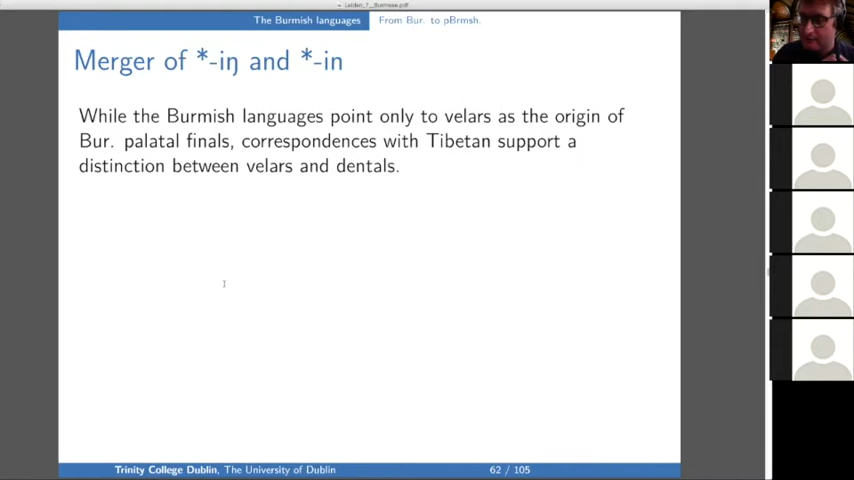 Leiden_7__Burmese.pdf
The Burmish languages From Bur. to pBrmsh.
Merger of *-iŋ and *-in
While the Burmish languages point only to velars as the origin of
Bur. palatal finals, correspondences with Tibetan support a
distinction between velars and dentals.
Trinity College Dublin, The University of Dublin 62 / 105